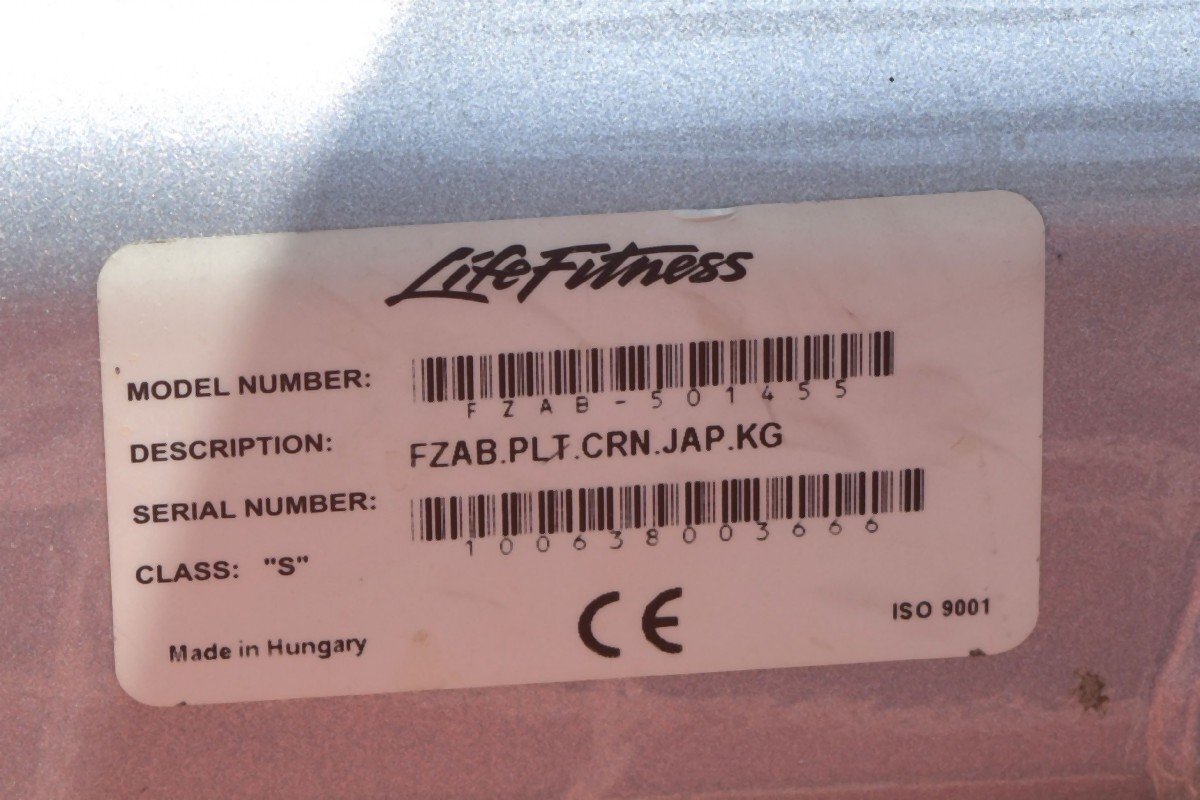 LifeFitness
MODEL NUMBER:
FZAB-501455
DESCRIPTION: FZAB.PLT.CRN.JAP.KG
SERIAL NUMBER:
100638003666
CLASS: "S"
Made in Hungary
CE
ISO 9001